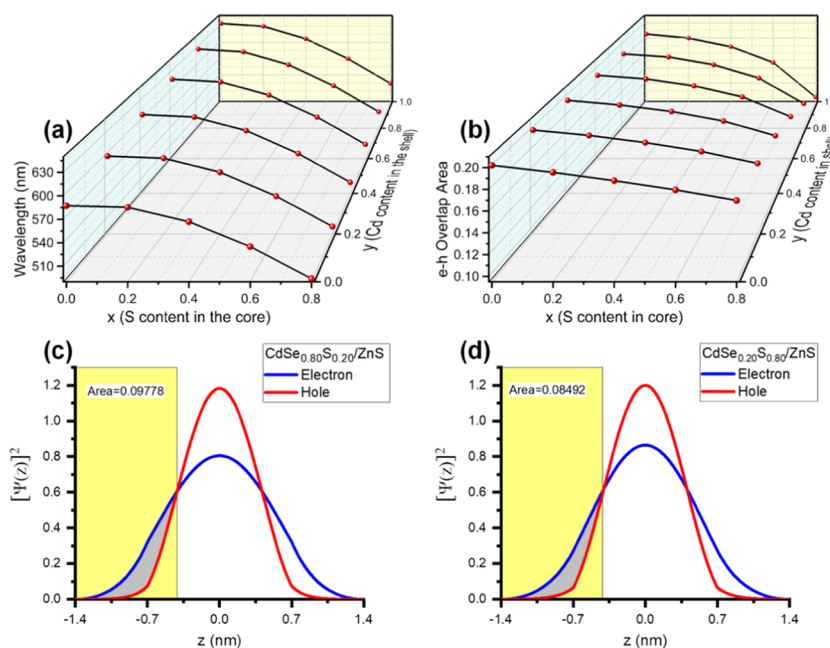 (a)
Wavelength (nm)
630
600
570
540
510
0.0
0.2
0.4
0.6
0.8
x (S content in the core)
0.0
0.2
0.4
0.6
0.8
1.0
y (Cd content in the shell)
(b)
e-h Overlap Area
0.20
0.18
0.16
0.14
0.12
0.10
0.0
0.2
0.4
0.6
0.8
x (S content in core)
0.0
0.2
0.4
0.6
0.8
1.0
y (Cd content in shell)
(c)
CdSe0.80S0.20/ZnS
Electron
Hole
Area=0.09778
[Ψ(z)]²
1.2
1.0
0.8
0.6
0.4
0.2
0.0
-1.4
-0.7
0.0
0.7
1.4
z (nm)
(d)
CdSe0.20S0.80/ZnS
Electron
Hole
Area=0.08492
[Ψ(z)]²
1.2
1.0
0.8
0.6
0.4
0.2
0.0
-1.4
-0.7
0.0
0.7
1.4
z (nm)